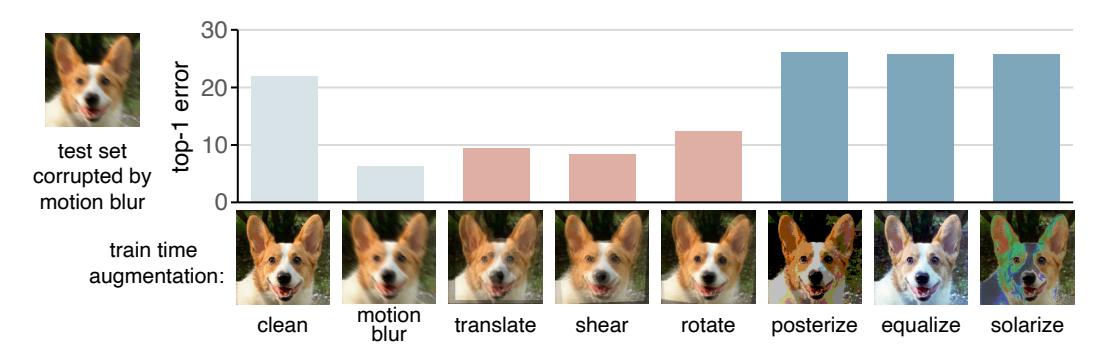 30
20
10
0
top-1 error
test set
corrupted by
motion blur
train time
augmentation:
clean
motion
blur
translate
shear
rotate
posterize
equalize
solarize